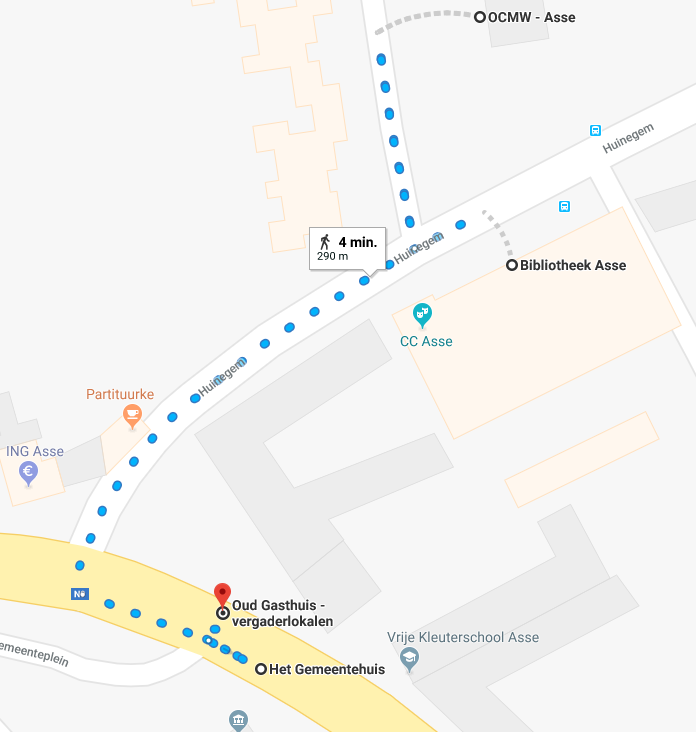 OCMW - Asse
Huinegem
4 min.
290 m
Huinegem
Bibliotheek Asse
CC Asse
Huinegem
Partituurke
ING Asse
Oud Gasthuis -
vergaderlokalen
Vrije Kleuterschool Asse
emeenteplein
Het Gemeentehuis